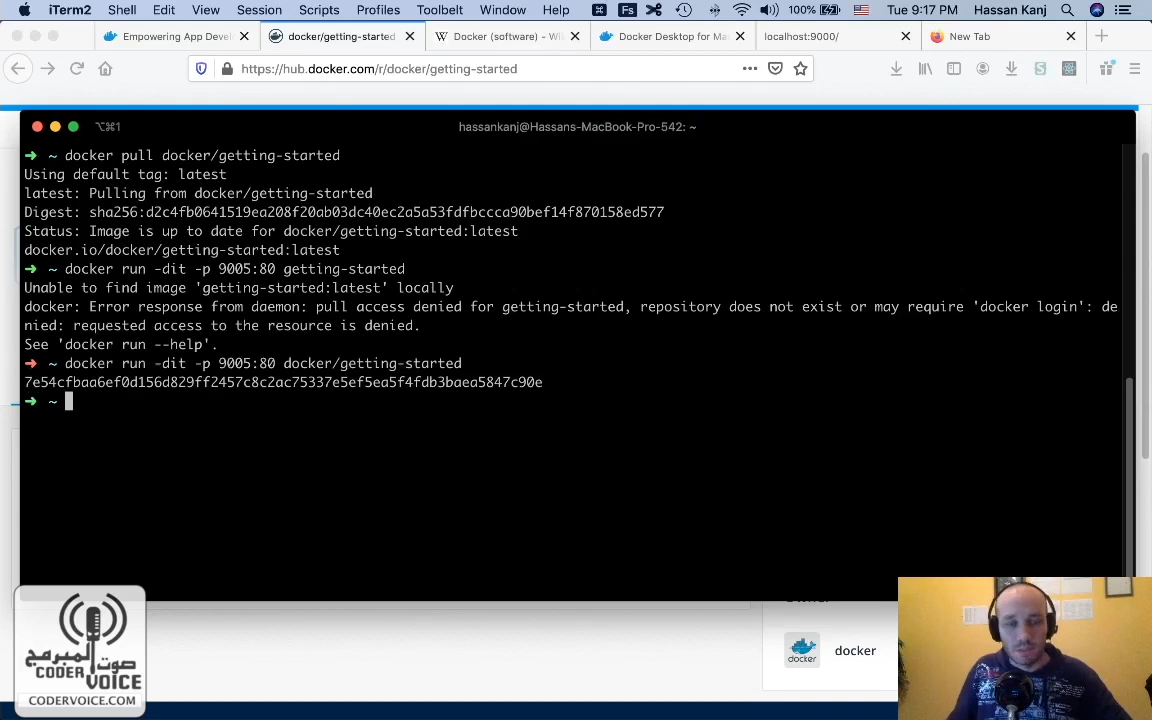 iTerm2 Shell Edit View Session Scripts Profiles Toolbelt Window Help Fs 100% Tue 9:17 PM Hassan Kanj
Empowering App Devel docker/getting-started Docker (software) - Wi Docker Desktop for Ma localhost:9000/ New Tab
https://hub.docker.com/r/docker/getting-started
⌥⌘1 hassankanj@Hassans-MacBook-Pro-542: ~
➜ ~ docker pull docker/getting-started
Using default tag: latest
latest: Pulling from docker/getting-started
Digest: sha256:d2c4fb0641519ea208f20ab03dc40ec2a5a53fdfbccca90bef14f870158ed577
Status: Image is up to date for docker/getting-started:latest
docker.io/docker/getting-started:latest
➜ ~ docker run -dit -p 9005:80 getting-started
Unable to find image 'getting-started:latest' locally
docker: Error response from daemon: pull access denied for getting-started, repository does not exist or may require 'docker login': de
nied: requested access to the resource is denied.
See 'docker run --help'.
➜ ~ docker run -dit -p 9005:80 docker/getting-started
7e54cfbaa6ef0d156d829ff2457c8c2ac75337e5ef5ea5f4fdb3baea5847c90e
➜ ~
docker docker
صوت المبرمج
CODER VOICE
CODERVOICE.COM